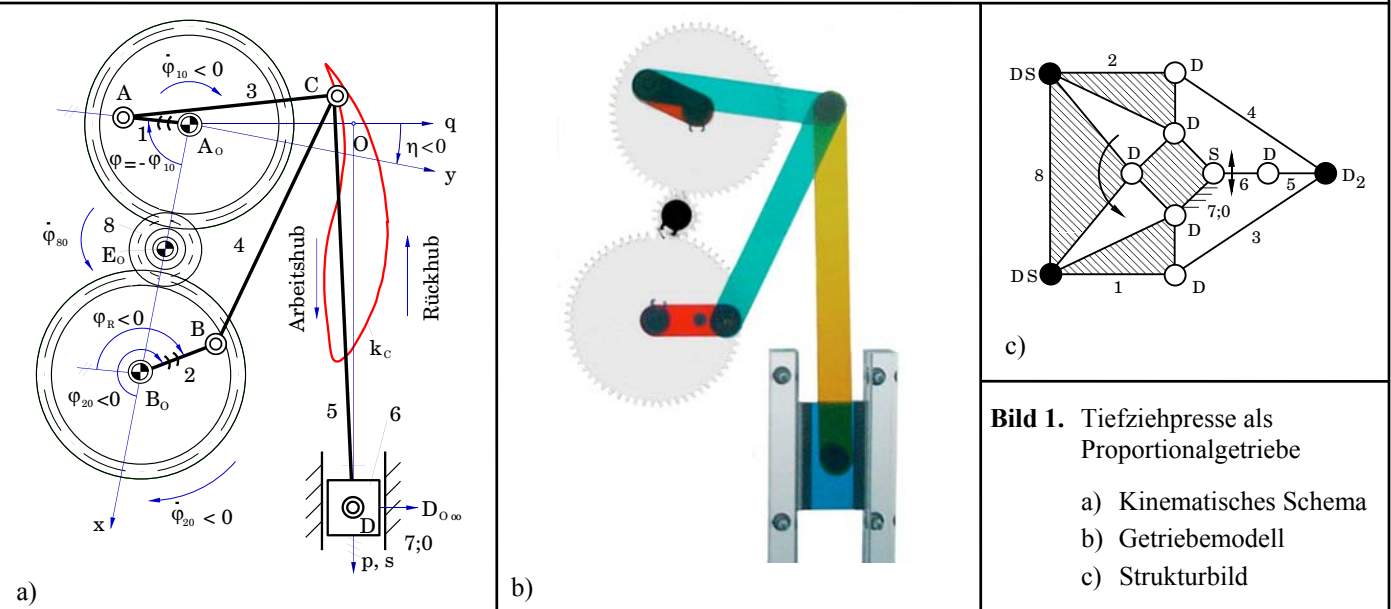 A
φ̇₁₀ < 0
3
C
1
A₀
q
φ=-φ₁₀
O
η<0
y
φ̇₈₀
8
E₀
4
Arbeitshub
Rückhub
φR<0
B
k_C
2
φ₂₀<0
B₀
5
6
φ̇₂₀ < 0
x
D
D₀∞
7;0
p, s
a)
b)
DS
2
D
4
D
D
S
D
8
6
5
D₂
7;0
D
3
DS
1
D
c)
Bild 1. Tiefziehpresse als
Proportionalgetriebe
a) Kinematisches Schema
b) Getriebemodell
c) Strukturbild